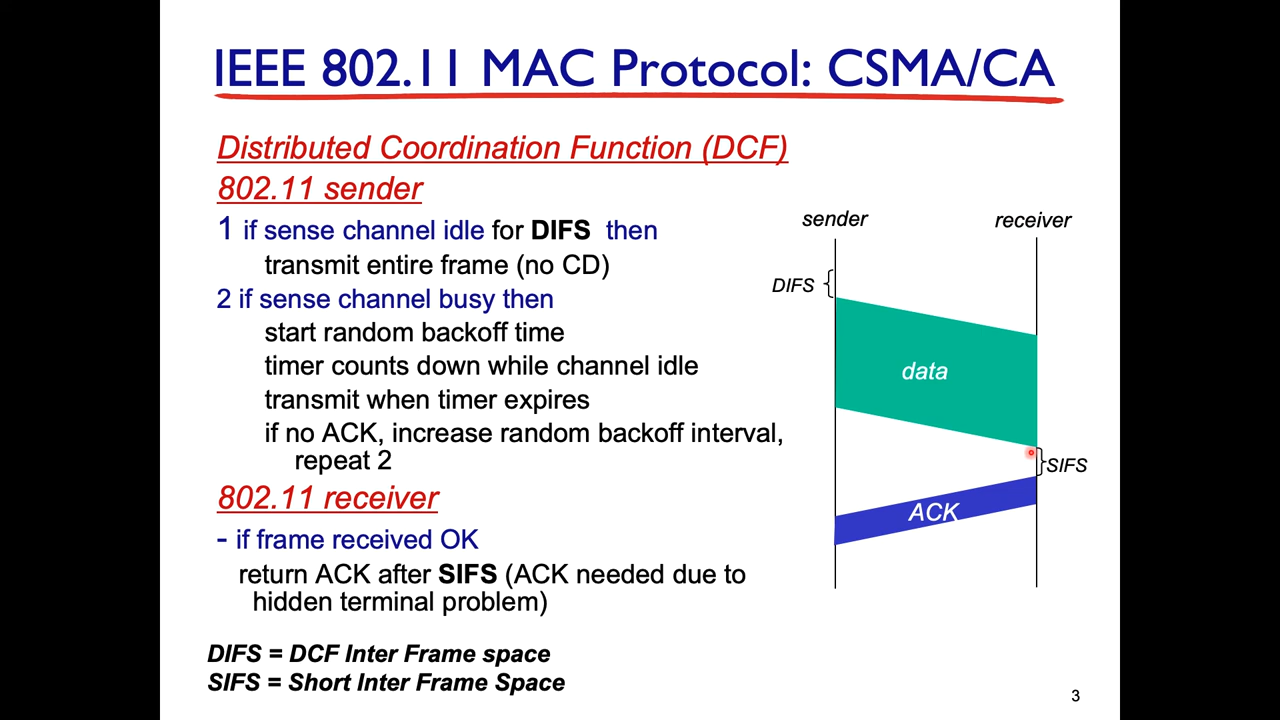 IEEE 802.11 MAC Protocol: CSMA/CA
Distributed Coordination Function (DCF)
802.11 sender
1 if sense channel idle for DIFS then
transmit entire frame (no CD)
2 if sense channel busy then
start random backoff time
timer counts down while channel idle
transmit when timer expires
if no ACK, increase random backoff interval,
repeat 2
802.11 receiver
- if frame received OK
return ACK after SIFS (ACK needed due to
hidden terminal problem)
DIFS = DCF Inter Frame space
SIFS = Short Inter Frame Space
sender
receiver
DIFS
data
SIFS
ACK
3